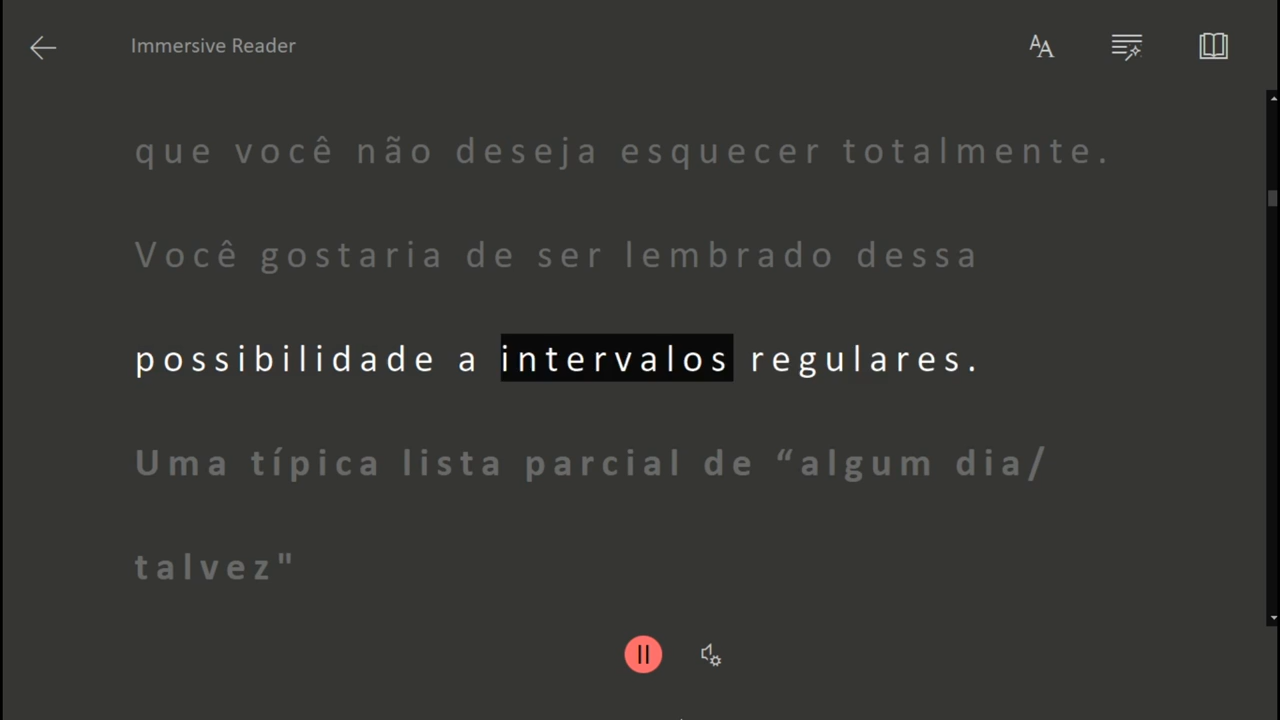 Immersive Reader
que você não deseja esquecer totalmente.
Você gostaria de ser lembrado dessa
possibilidade a intervalos regulares.
Uma típica lista parcial de “algum dia/
talvez"